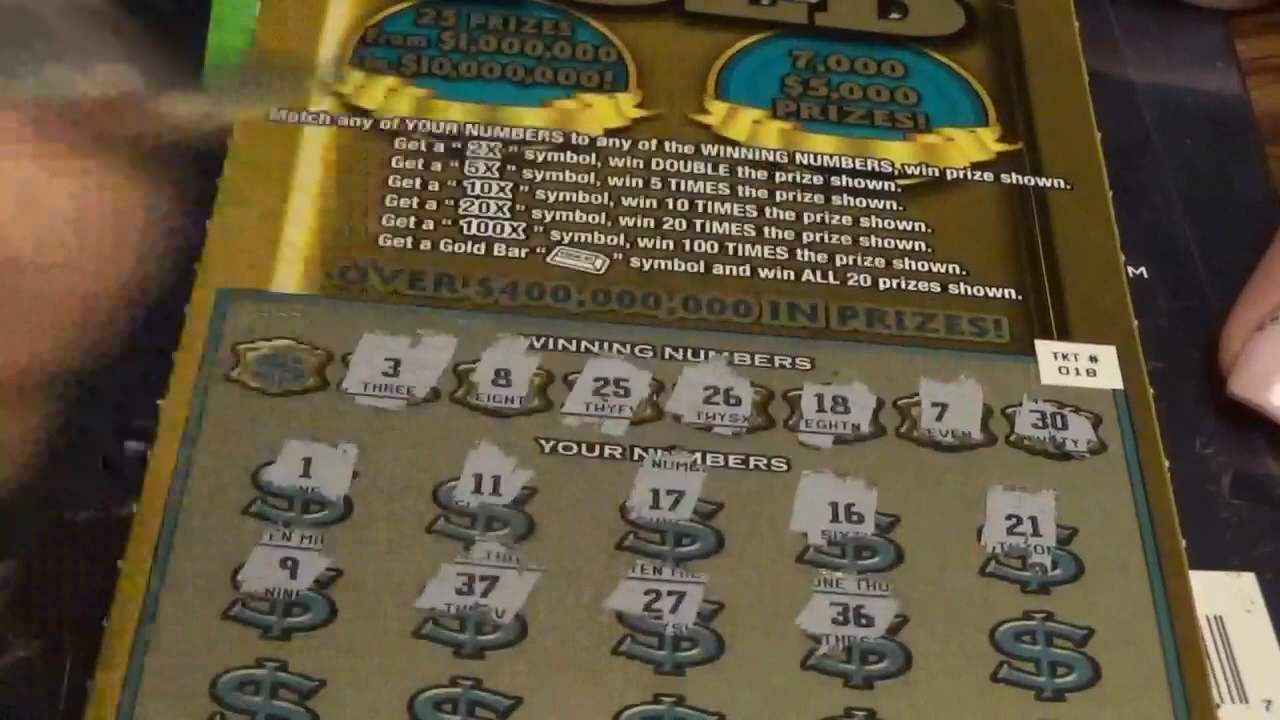 25 PRIZES
from $1,000,000
to $10,000,000!
7,000
$5,000
PRIZES!
Match any of YOUR NUMBERS to any of the WINNING NUMBERS, win prize shown.
Get a "2X" symbol, win DOUBLE the prize shown.
Get a "5X" symbol, win 5 TIMES the prize shown.
Get a "10X" symbol, win 10 TIMES the prize shown.
Get a "20X" symbol, win 20 TIMES the prize shown.
Get a "100X" symbol, win 100 TIMES the prize shown.
Get a Gold Bar " " symbol and win ALL 20 prizes shown.
OVER $400,000,000 IN PRIZES!
TKT #
018
WINNING NUMBERS
$ 3 8 25 26 18 7 30
THREE EIGHT TWYFV TWYSX EGHTN EVEN
YOUR NUMBERS
1 11 17 16 21
9 37 27 36 $
$ $ $ $
7
M